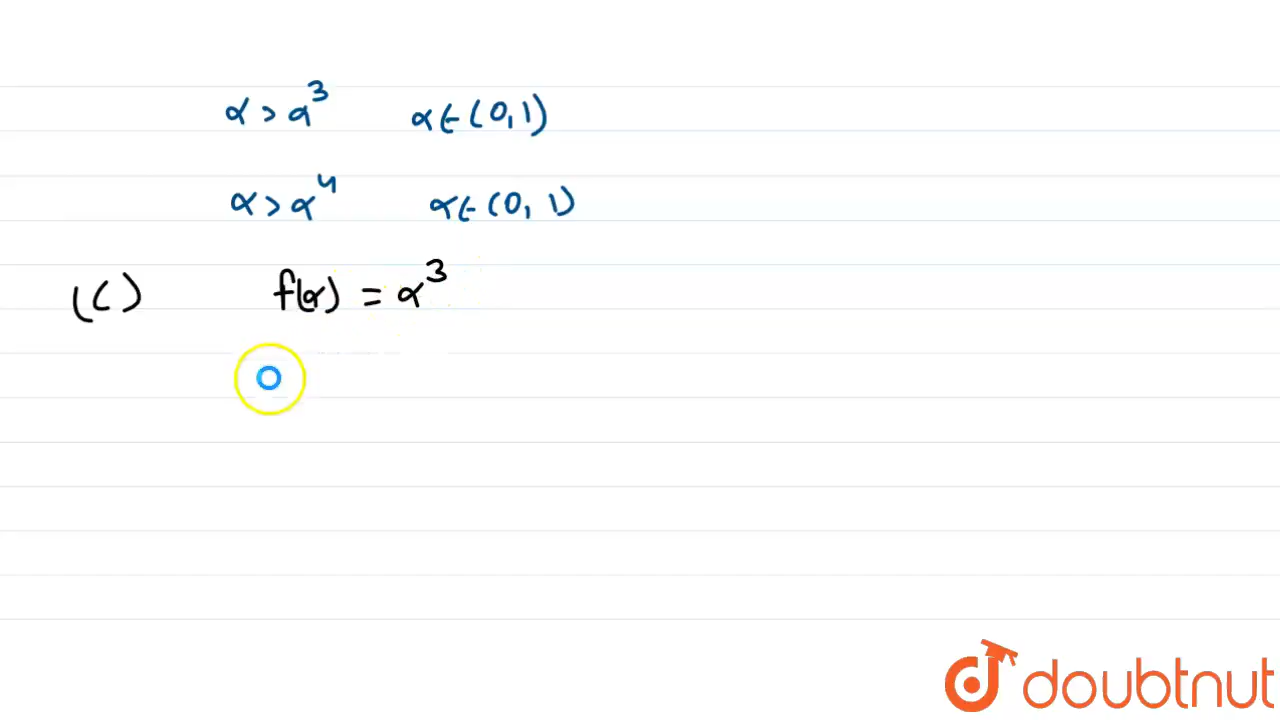 α > α³ α ∈ (0, 1)
α > α⁴ α ∈ (0, 1)
(C) f(α) = α³
doubtnut